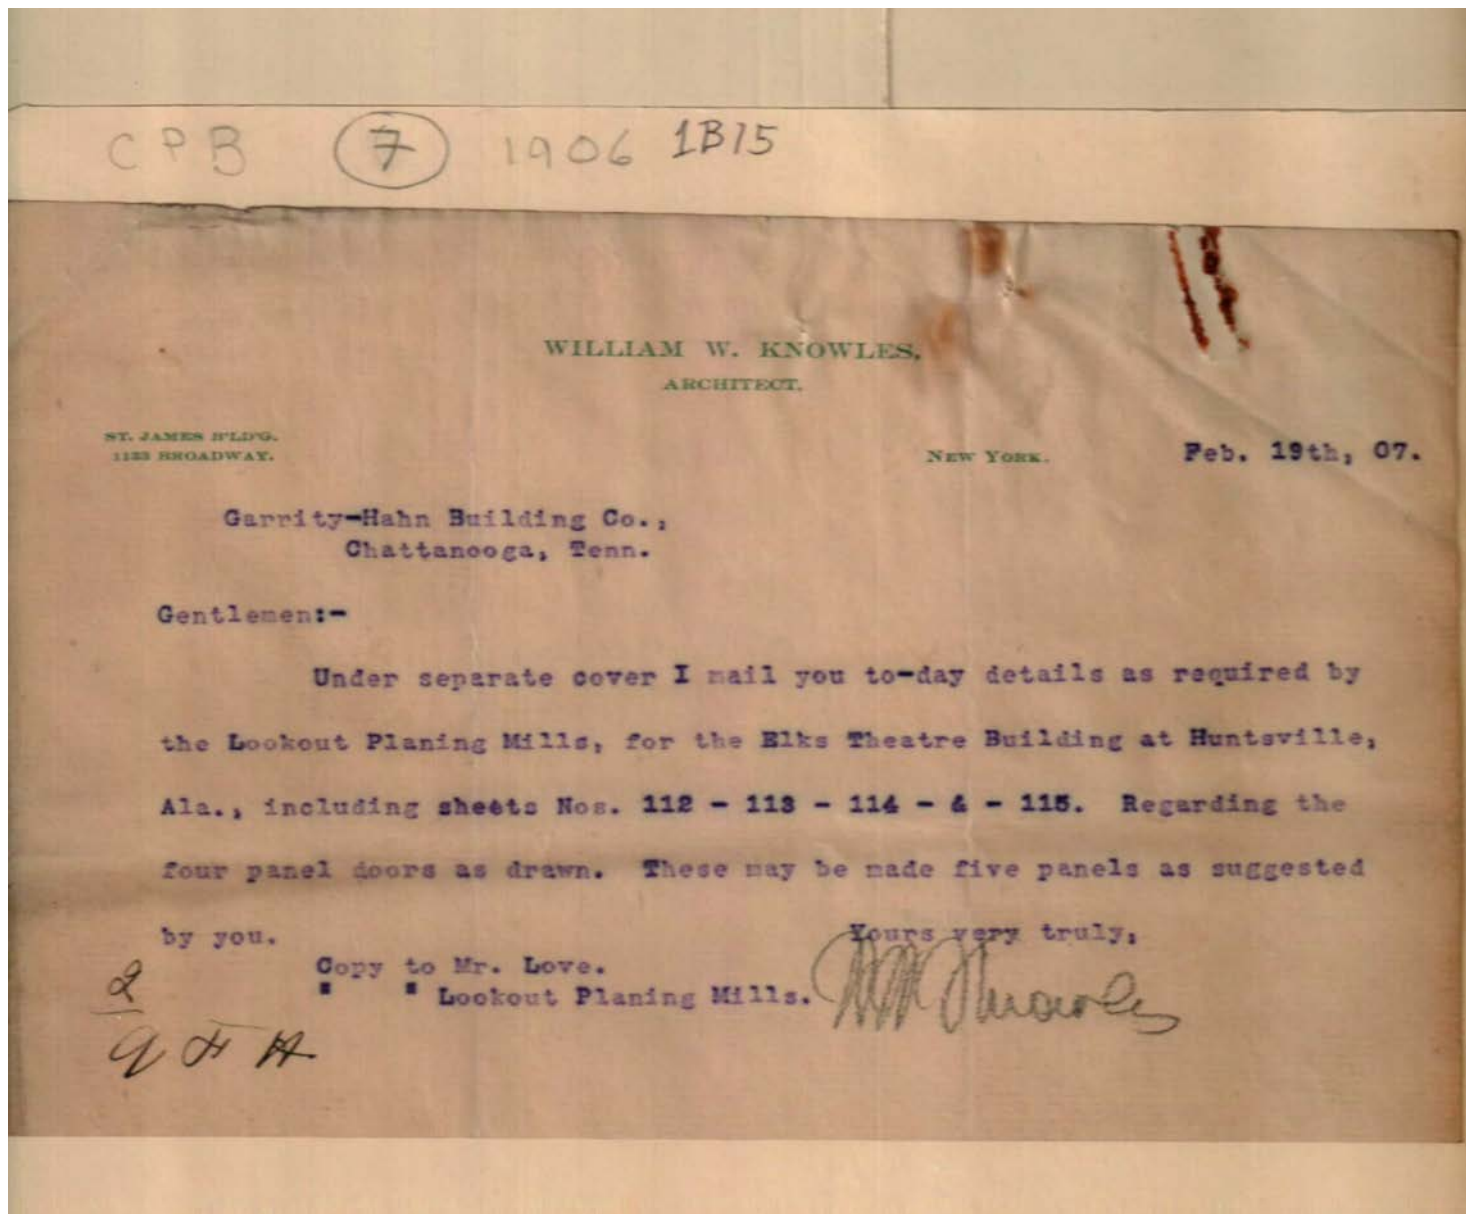 CPB 7 1906 1B15
WILLIAM W. KNOWLES,
ARCHITECT.
ST. JAMES B'LD'G.
1133 BROADWAY.
NEW YORK. Feb. 19th, 07.
Garrity-Hahn Building Co.,
Chattanooga, Tenn.
Gentlemen:-
Under separate cover I mail you to-day details as required by
the Lookout Planing Mills, for the Elks Theatre Building at Huntsville,
Ala., including sheets Nos. 112 - 113 - 114 - & - 115. Regarding the
four panel doors as drawn. These may be made five panels as suggested
by you. Yours very truly,
Copy to Mr. Love.
" " Lookout Planing Mills.
WW Knowles
2